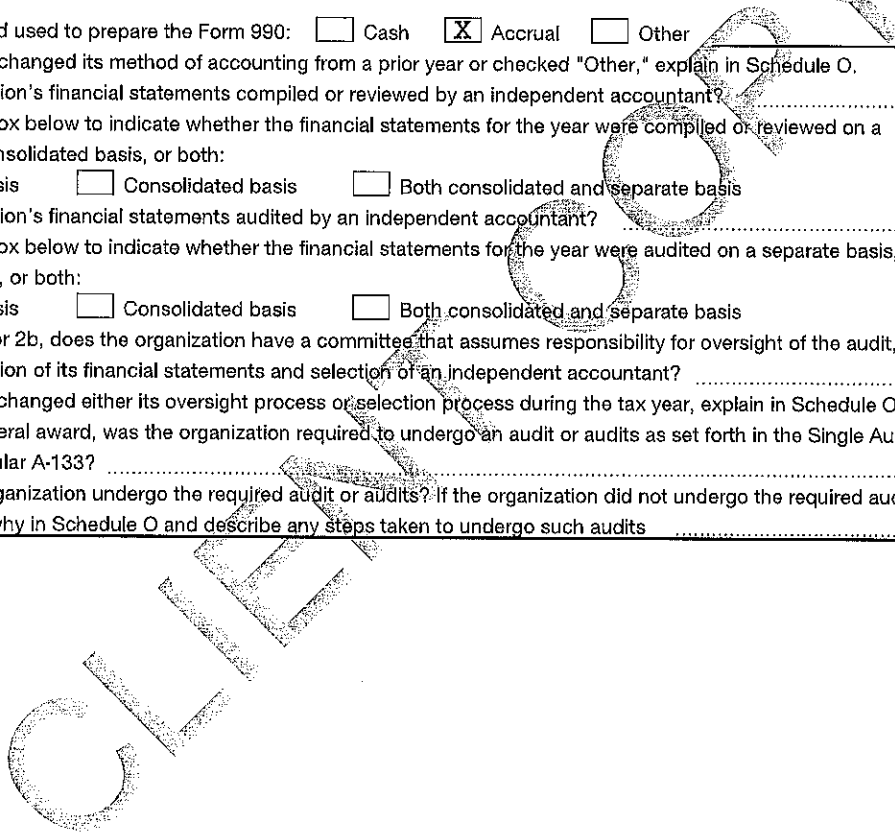 d used to prepare the Form 990: Cash X Accrual Other
changed its method of accounting from a prior year or checked "Other," explain in Schedule O.
ion's financial statements compiled or reviewed by an independent accountant?
ox below to indicate whether the financial statements for the year were compiled or reviewed on a
nsolidated basis, or both:
sis Consolidated basis Both consolidated and separate basis
ion's financial statements audited by an independent accountant?
ox below to indicate whether the financial statements for the year were audited on a separate basis,
, or both:
sis Consolidated basis Both consolidated and separate basis
or 2b, does the organization have a committee that assumes responsibility for oversight of the audit,
ion of its financial statements and selection of an independent accountant?
changed either its oversight process or selection process during the tax year, explain in Schedule O
eral award, was the organization required to undergo an audit or audits as set forth in the Single Au
ular A-133?
ganization undergo the required audit or audits? If the organization did not undergo the required aud
why in Schedule O and describe any steps taken to undergo such audits
CLIENT COPY